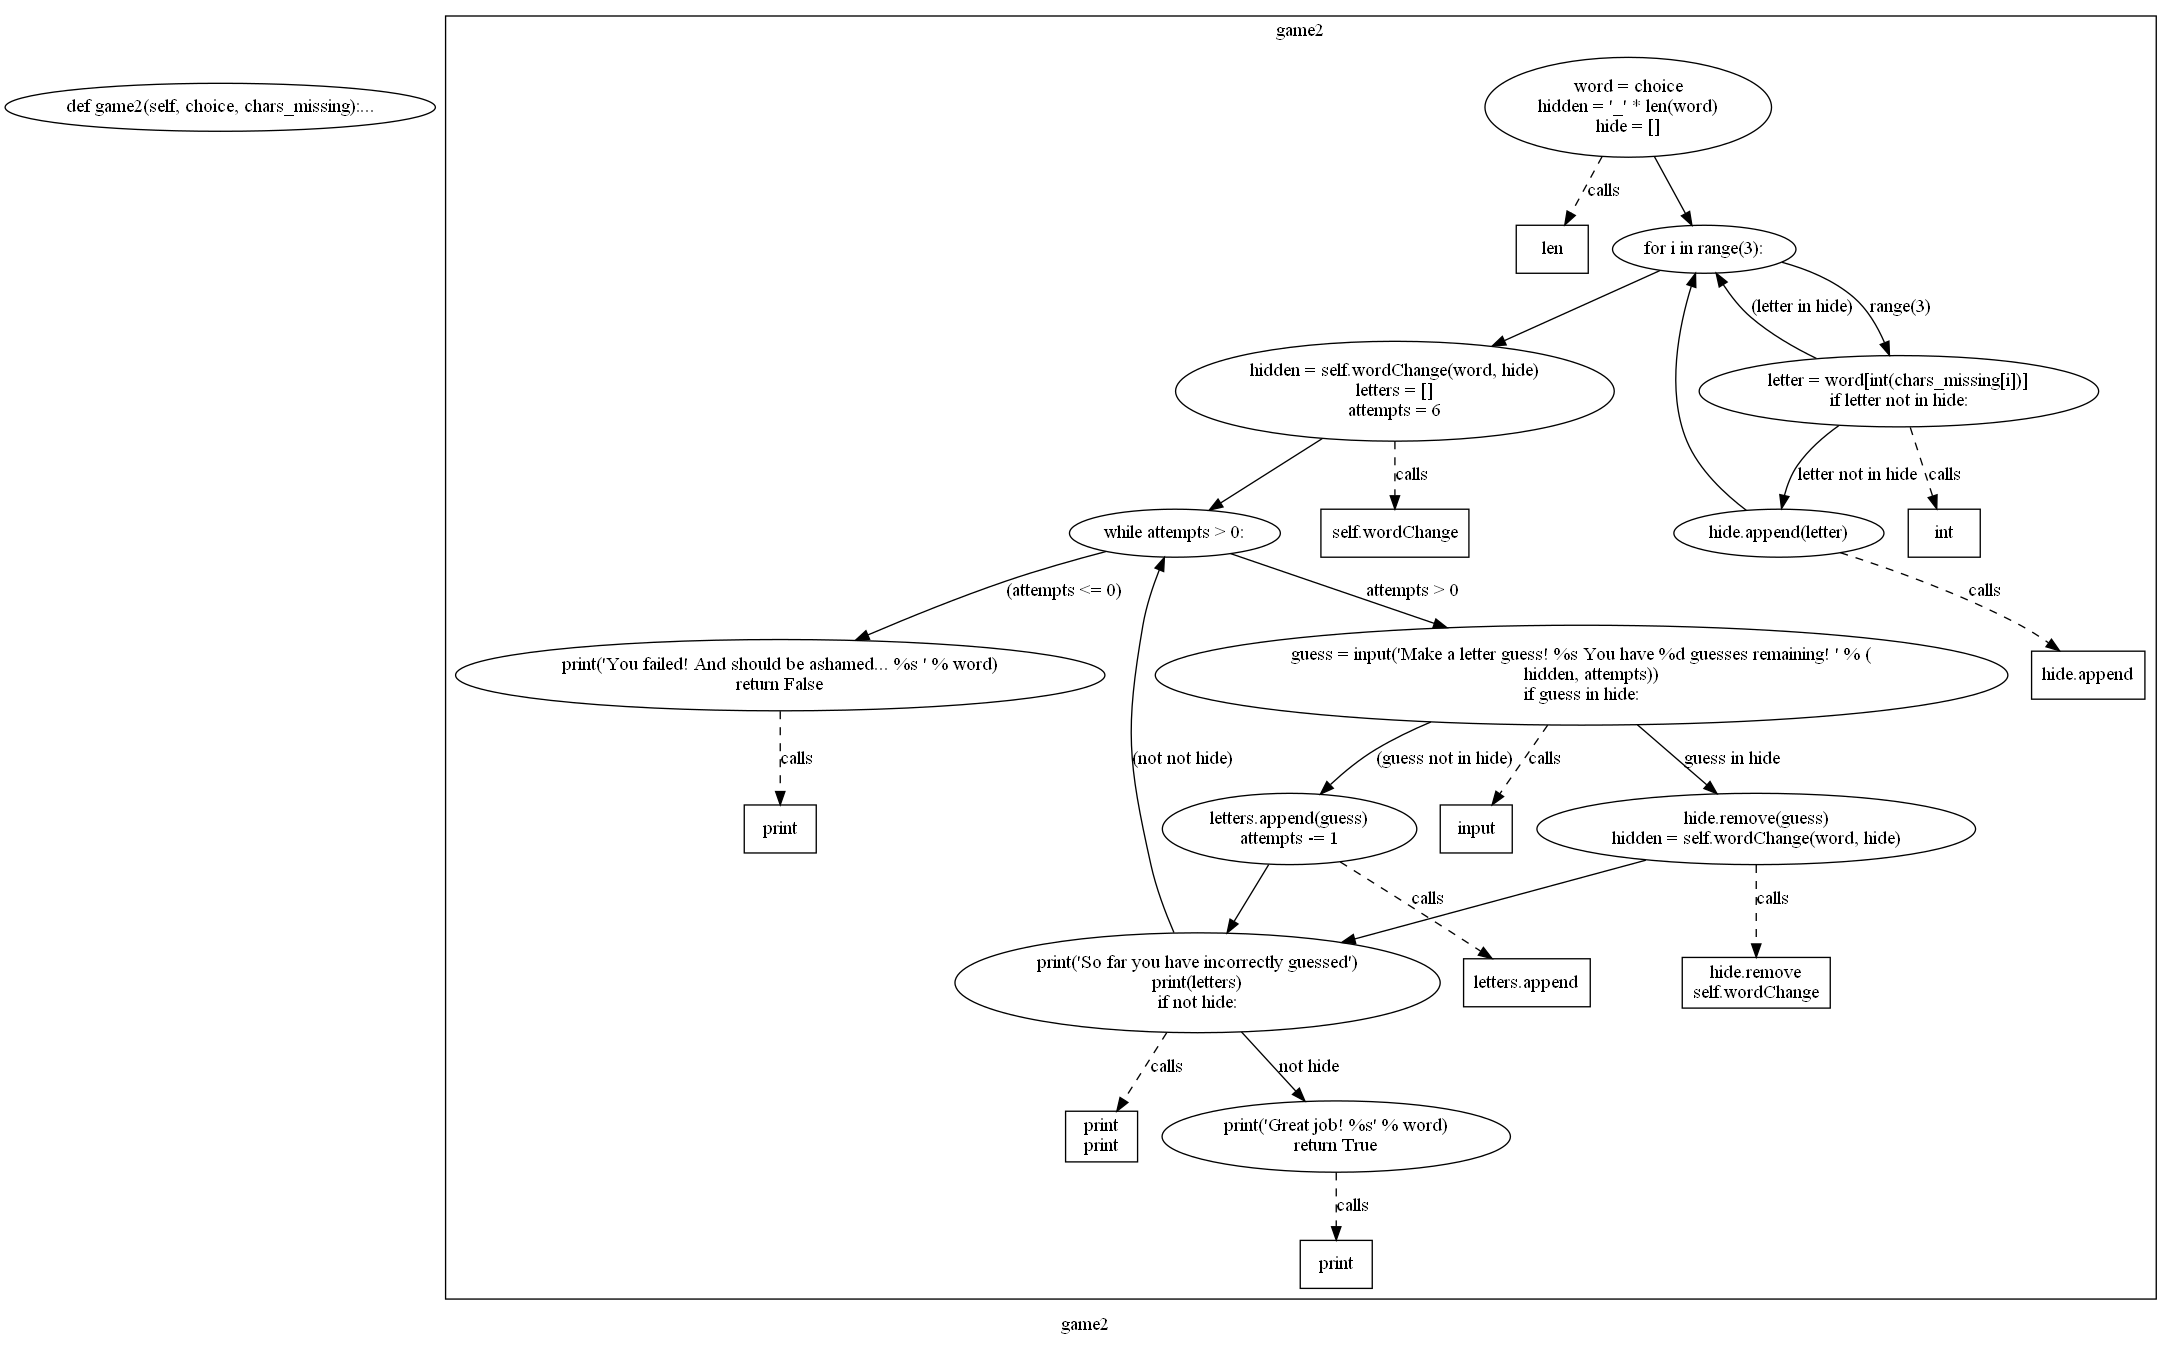 game2
def game2(self, choice, chars_missing):...
word = choice
hidden = '_' * len(word)
hide = []
calls
len
for i in range(3):
(letter in hide)
range(3)
hidden = self.wordChange(word, hide)
letters = []
attempts = 6
letter = word[int(chars_missing[i])]
if letter not in hide:
calls
letter not in hide
calls
while attempts > 0:
self.wordChange
hide.append(letter)
int
(attempts <= 0)
attempts > 0
calls
print('You failed! And should be ashamed... %s ' % word)
return False
guess = input('Make a letter guess! %s You have %d guesses remaining! ' % (
hidden, attempts))
if guess in hide:
hide.append
calls
(not not hide)
(guess not in hide)
calls
guess in hide
print
letters.append(guess)
attempts -= 1
input
hide.remove(guess)
hidden = self.wordChange(word, hide)
calls
calls
print('So far you have incorrectly guessed')
print(letters)
if not hide:
letters.append
hide.remove
self.wordChange
calls
not hide
print
print
print('Great job! %s' % word)
return True
calls
print
game2